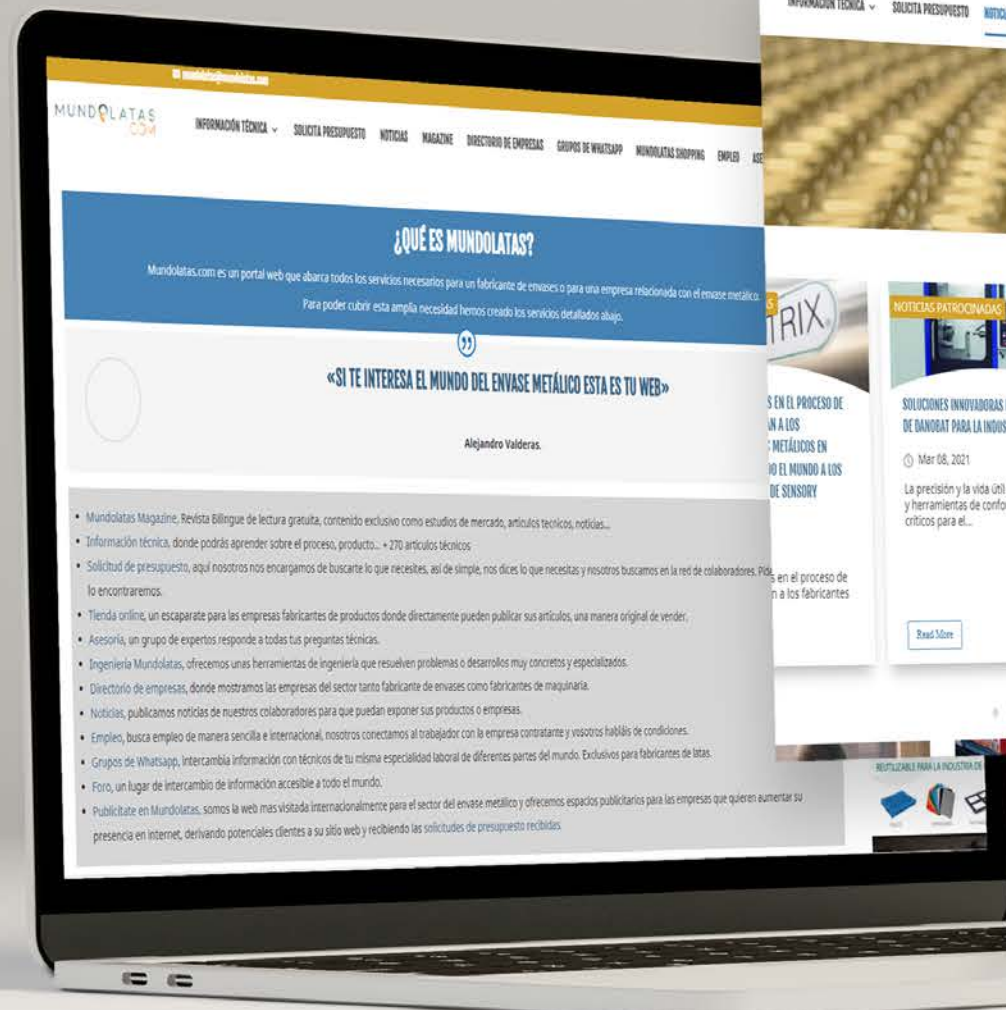 mundolatas@mundolatas.com
MUNDOLATAS
.COM
INFORMACIÓN TÉCNICA
SOLICITA PRESUPUESTO
NOTICIAS
MAGAZINE
DIRECTORIO DE EMPRESAS
GRUPOS DE WHATSAPP
MUNDOLATAS SHOPPING
EMPLEO
¿QUÉ ES MUNDOLATAS?
Mundolatas.com es un portal web que abarca todos los servicios necesarios para un fabricante de envases o para una empresa relacionada con el envase metálico.
Para poder cubrir esta amplia necesidad hemos creado los servicios detallados abajo.
«SI TE INTERESA EL MUNDO DEL ENVASE METÁLICO ESTA ES TU WEB»
Alejandro Valderas.
• Mundolatas Magazine, Revista Bilingue de lectura gratuita, contenido exclusivo como estudios de mercado, articulos tecnicos, noticias...
• Información técnica, donde podrás aprender sobre el proceso, producto... + 270 artículos técnicos
• Solicitud de presupuesto, aquí nosotros nos encargamos de buscarte lo que necesites, así de simple, nos dices lo que necesitas y nosotros buscamos en la red de colaboradores.
lo encontraremos.
• Tienda online, un escaparate para las empresas fabricantes de productos donde directamente pueden publicar sus artículos, una manera original de vender.
• Asesoría, un grupo de expertos responde a todas tus preguntas técnicas.
• Ingeniería Mundolatas, ofrecemos unas herramientas de ingeniería que resuelven problemas o desarrollos muy concretos y especializados.
• Directorio de empresas, donde mostramos las empresas del sector tanto fabricante de envases como fabricantes de maquinaria.
• Noticias, publicamos noticias de nuestros colaboradores para que puedan exponer sus productos o empresas.
• Empleo, busca empleo de manera sencilla e internacional, nosotros conectamos al trabajador con la empresa contratante y vosotros habláis de condiciones.
• Grupos de Whatsapp, intercambia información con técnicos de tu misma especialidad laboral de diferentes partes del mundo. Exclusivos para fabricantes de latas.
• Foro, un lugar de intercambio de información accesible a todo el mundo.
• Publicítate en Mundolatas, somos la web mas visitada internacionalmente para el sector del envase metálico y ofrecemos espacios publicitarios para las empresas que quieren aumentar su
presencia en internet, derivando potenciales clientes a su sitio web y recibiendo las solicitudes de presupuesto recibidas.
INFORMACIÓN TÉCNICA
SOLICITA PRESUPUESTO
TRIX
EN EL PROCESO DE
A LOS
METÁLICOS EN
EL MUNDO A LOS
DE SENSORY
en el proceso de
a los fabricantes
NOTICIAS PATROCINADAS
SOLUCIONES INNOVADORAS
DE DANOBAT PARA LA
Mar 08, 2021
La precisión y la vida útil
y herramientas de
críticos para el...
Read More
REUTILIZABLE PARA LA INDUSTRIA DE